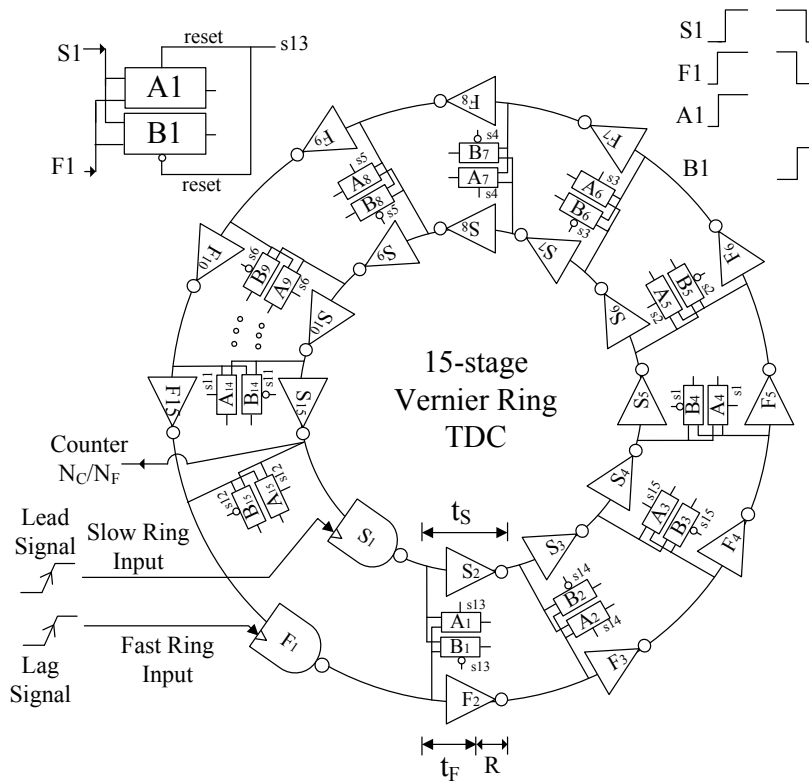 reset
s13
S1
A1
B1
F1
reset
S1
F1
A1
B1
F8
F9
F7
s4
B7
A7
s4
s5
A8
B8
s5
s3
A6
B6
s3
S8
S9
S7
F10
F6
s6
B9
A9
s6
S10
S6
s2
B5
A5
s2
15-stage
Vernier Ring
TDC
F15
s11
A14
B14
s11
S15
S5
s1
B4
A4
s1
F5
Counter
NC/NF
s12
B15
A15
s12
S4
s15
A3
B3
s15
F4
Lead
Signal
Slow Ring
Input
S1
tS
S2
S3
s14
B2
A2
s14
s13
A1
B1
s13
Lag
Signal
Fast Ring
Input
F1
F2
F3
tF
R